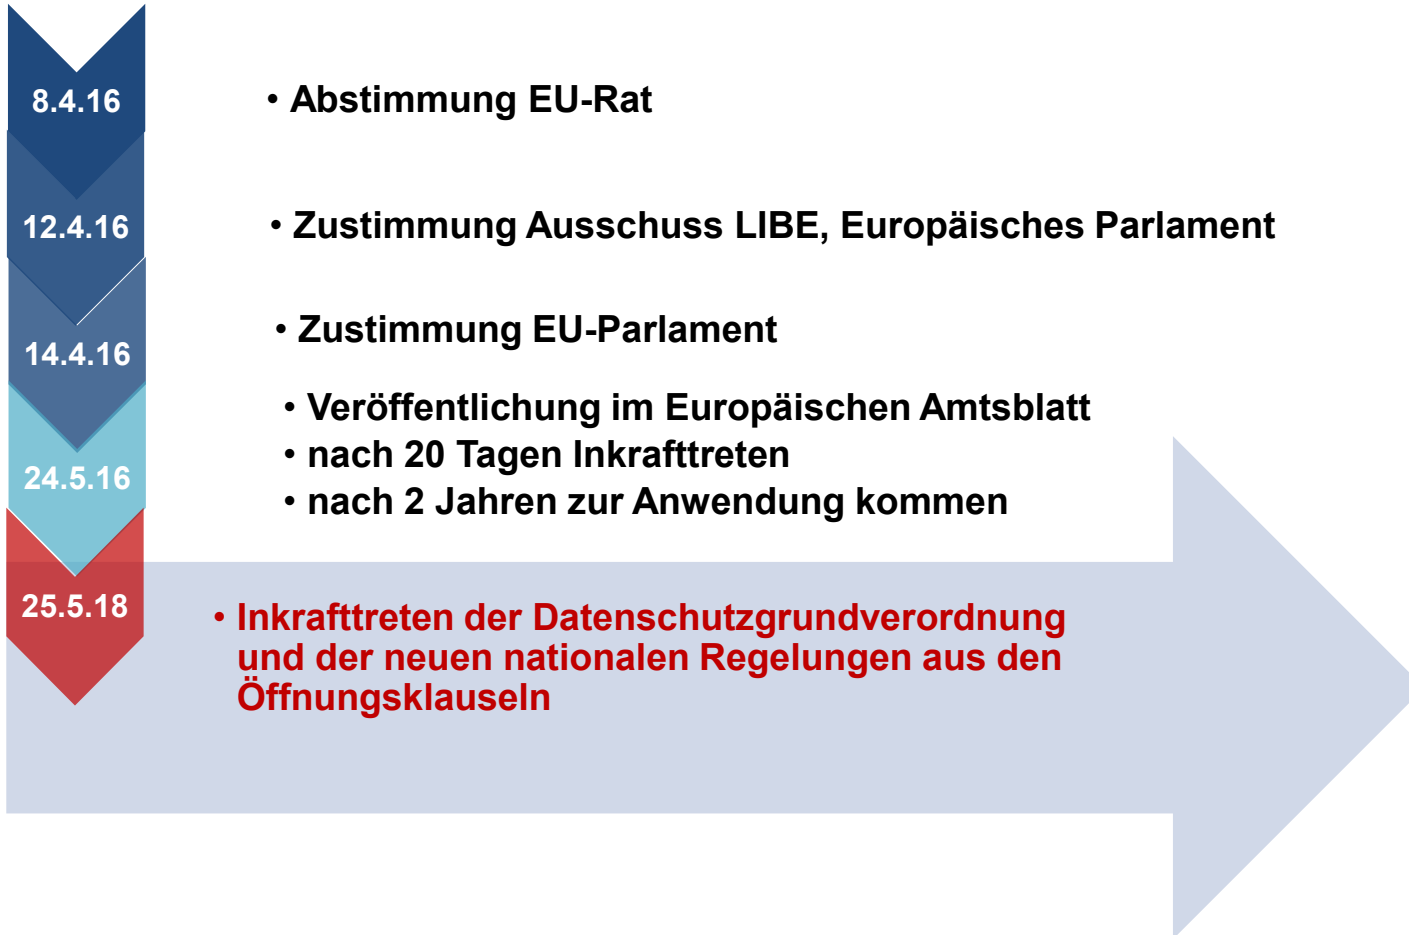 8.4.16
• Abstimmung EU-Rat
12.4.16
• Zustimmung Ausschuss LIBE, Europäisches Parlament
14.4.16
• Zustimmung EU-Parlament
24.5.16
• Veröffentlichung im Europäischen Amtsblatt
• nach 20 Tagen Inkrafttreten
• nach 2 Jahren zur Anwendung kommen
25.5.18
• Inkrafttreten der Datenschutzgrundverordnung
und der neuen nationalen Regelungen aus den
Öffnungsklauseln